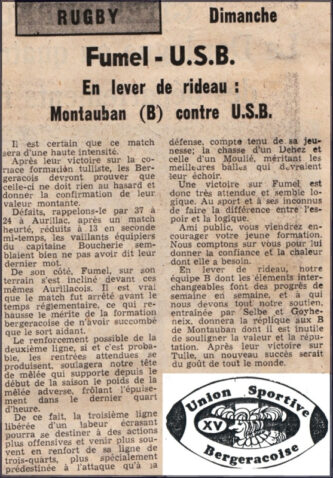 RUGBY
Dimanche
Fumel - U.S.B.
En lever de rideau :
Montauban (B) contre U.S.B.
Il est certain que ce match
sera d'une haute intensité.
Après leur victoire sur la co-
riace formation tulliste, les Ber-
geracois devront prouver que
celle-ci ne doit rien au hasard et
donner la confirmation de leur
valeur montante.
Défaits, rappelons-le par 37 à
24 à Aurillac, après un match
heurté, réduits à 13 en seconde
mi-temps, les vaillants équipiers
du capitaine Bounerie sem-
blaient bien ne pas avoir dit leur
dernier mot.
De son côté, Fumel, sur son
terrain s'est incliné devant ces
mêmes Aurillacois. Il est vrai
que le match fut arrêté avant le
temps réglementaire, ce qui re-
hausse le mérite de la formation
bergeracoise de n'avoir succombé
que le sort aidant.
Le renforcement possible de la
deuxième ligne, si et c'est proba-
ble, les rentrées attendues se
produisent, soulagera notre tête
de mêlée qui supporte depuis le
début de la saison le poids de la
mêlée adverse, frôlant l'épuise-
ment dans le dernier quart
d'heure.
De ce fait, la troisième ligne
libérée d'un labeur écrasant
pourra se destiner à des actions
plus offensives et venir plus sou-
vent en renfort de sa ligne de
trois-quarts, plus spécialement
prédestinée à l'attaque qu'à la
défense, compte tenu de sa jeu-
nesse; la chasse d'un Dehez et
celle d'un Moulié, méritant les
meilleures balles qui devraient
leur échoir.
Une victoire sur Fumel est
donc très attendue et semble logi-
que. Au sport et à ses inconnus
de faire la différence entre l'es-
poir et la logique.
Ami public, vous viendrez en-
courager votre jeune formation.
Nous comptons sur vous pour lui
donner la confiance et la chaleur
dont elle a besoin.
En lever de rideau, notre
équipe B dont les éléments inter-
changeables font des progrès de
semaine en semaine, et à qui
nous devons tout notre soutien,
entraînée par Selbe et Goyhe-
neix, donnera la réplique aux B
de Montauban dont il est inutile
de souligner la valeur et la répu-
tation. Après leur victoire sur
Tulle, un nouveau succès serait
du goût de tout le monde.
Union Sportive
XV
Bergeracoise